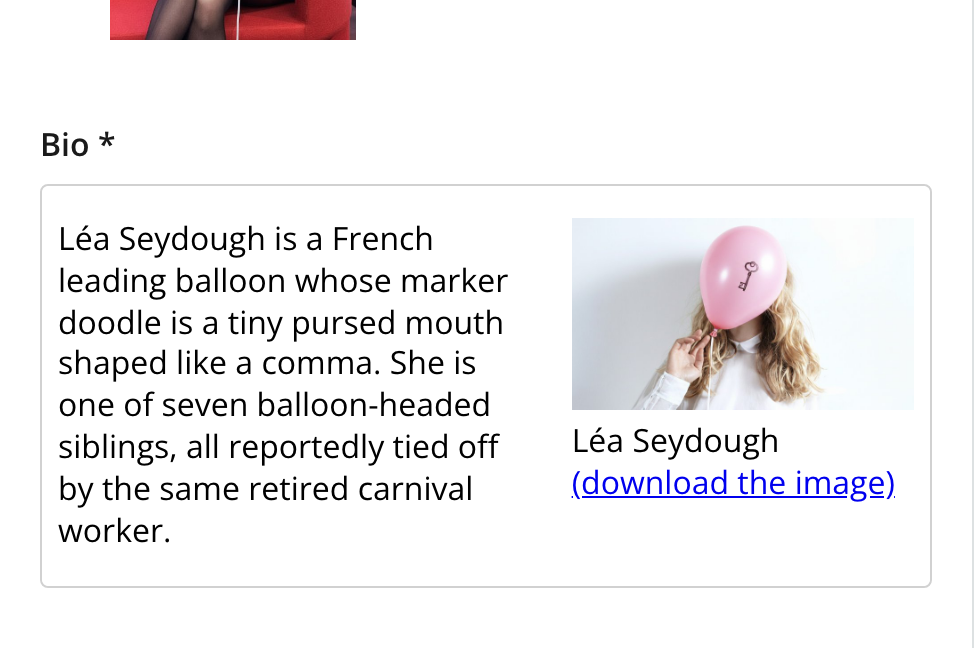 Bio *
Léa Seydough is a French
leading balloon whose marker
doodle is a tiny pursed mouth
shaped like a comma. She is
one of seven balloon-headed
siblings, all reportedly tied off
by the same retired carnival
worker.
Léa Seydough
(download the image)